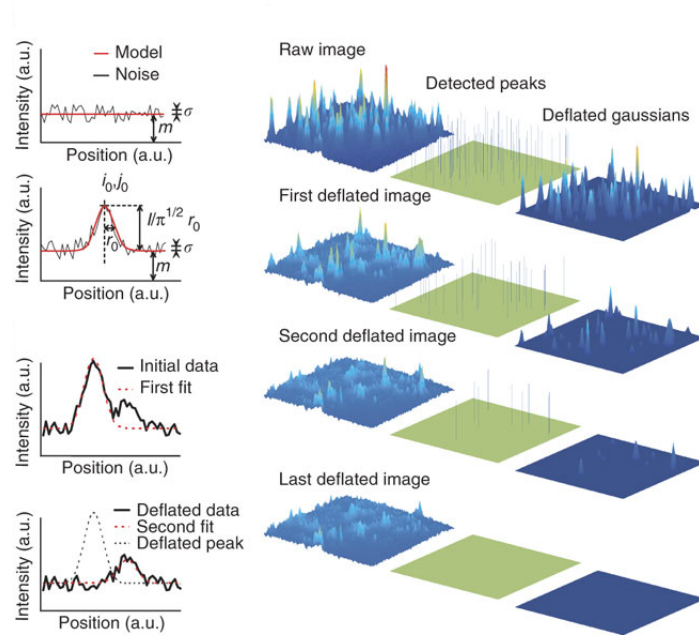 Intensity (a.u.)
Model
Noise
σ
m
Position (a.u.)
Intensity (a.u.)
i₀,j₀
I/π^1/2 r₀
r₀
σ
m
Position (a.u.)
Intensity (a.u.)
Initial data
First fit
Position (a.u.)
Intensity (a.u.)
Deflated data
Second fit
Deflated peak
Position (a.u.)
Raw image
Detected peaks
Deflated gaussians
First deflated image
Second deflated image
Last deflated image